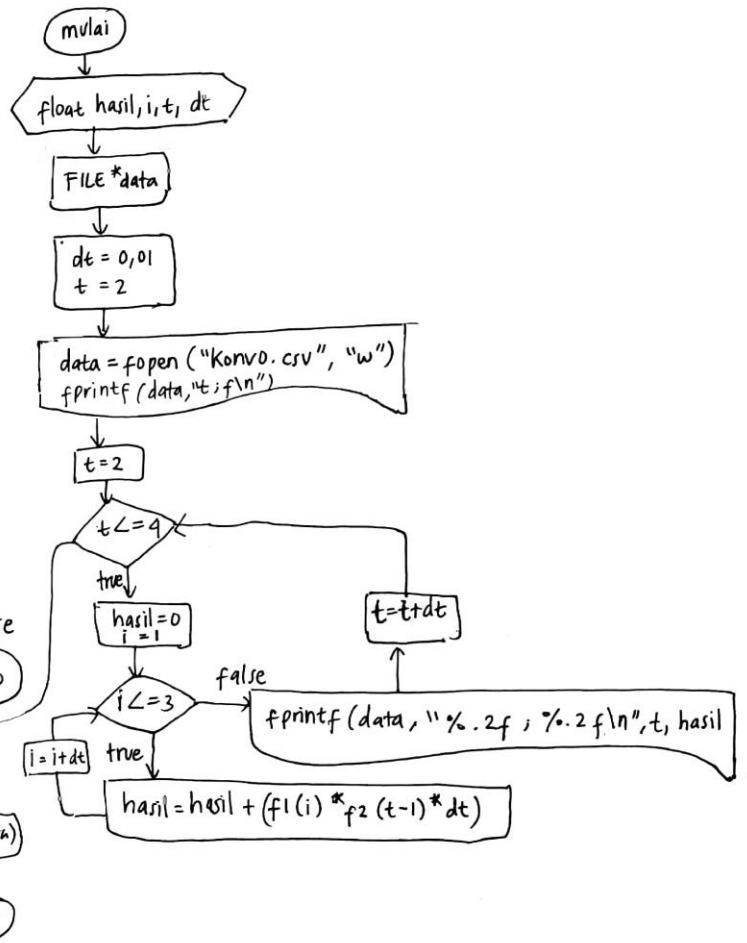 mulai
float hasil, i, t, dt
FILE *data
dt = 0,01
t = 2
data = fopen ("Konvo.csv", "w")
fprintf (data,"t;f\n")
t=2
t<=4
true
hasil=0
i = 1
t=t+dt
i<=3
false
fprintf (data, "%.2f ; %.2f\n", t, hasil
i = i+dt
true
hasil = hasil + (f1(i) * f2 (t-1) * dt)